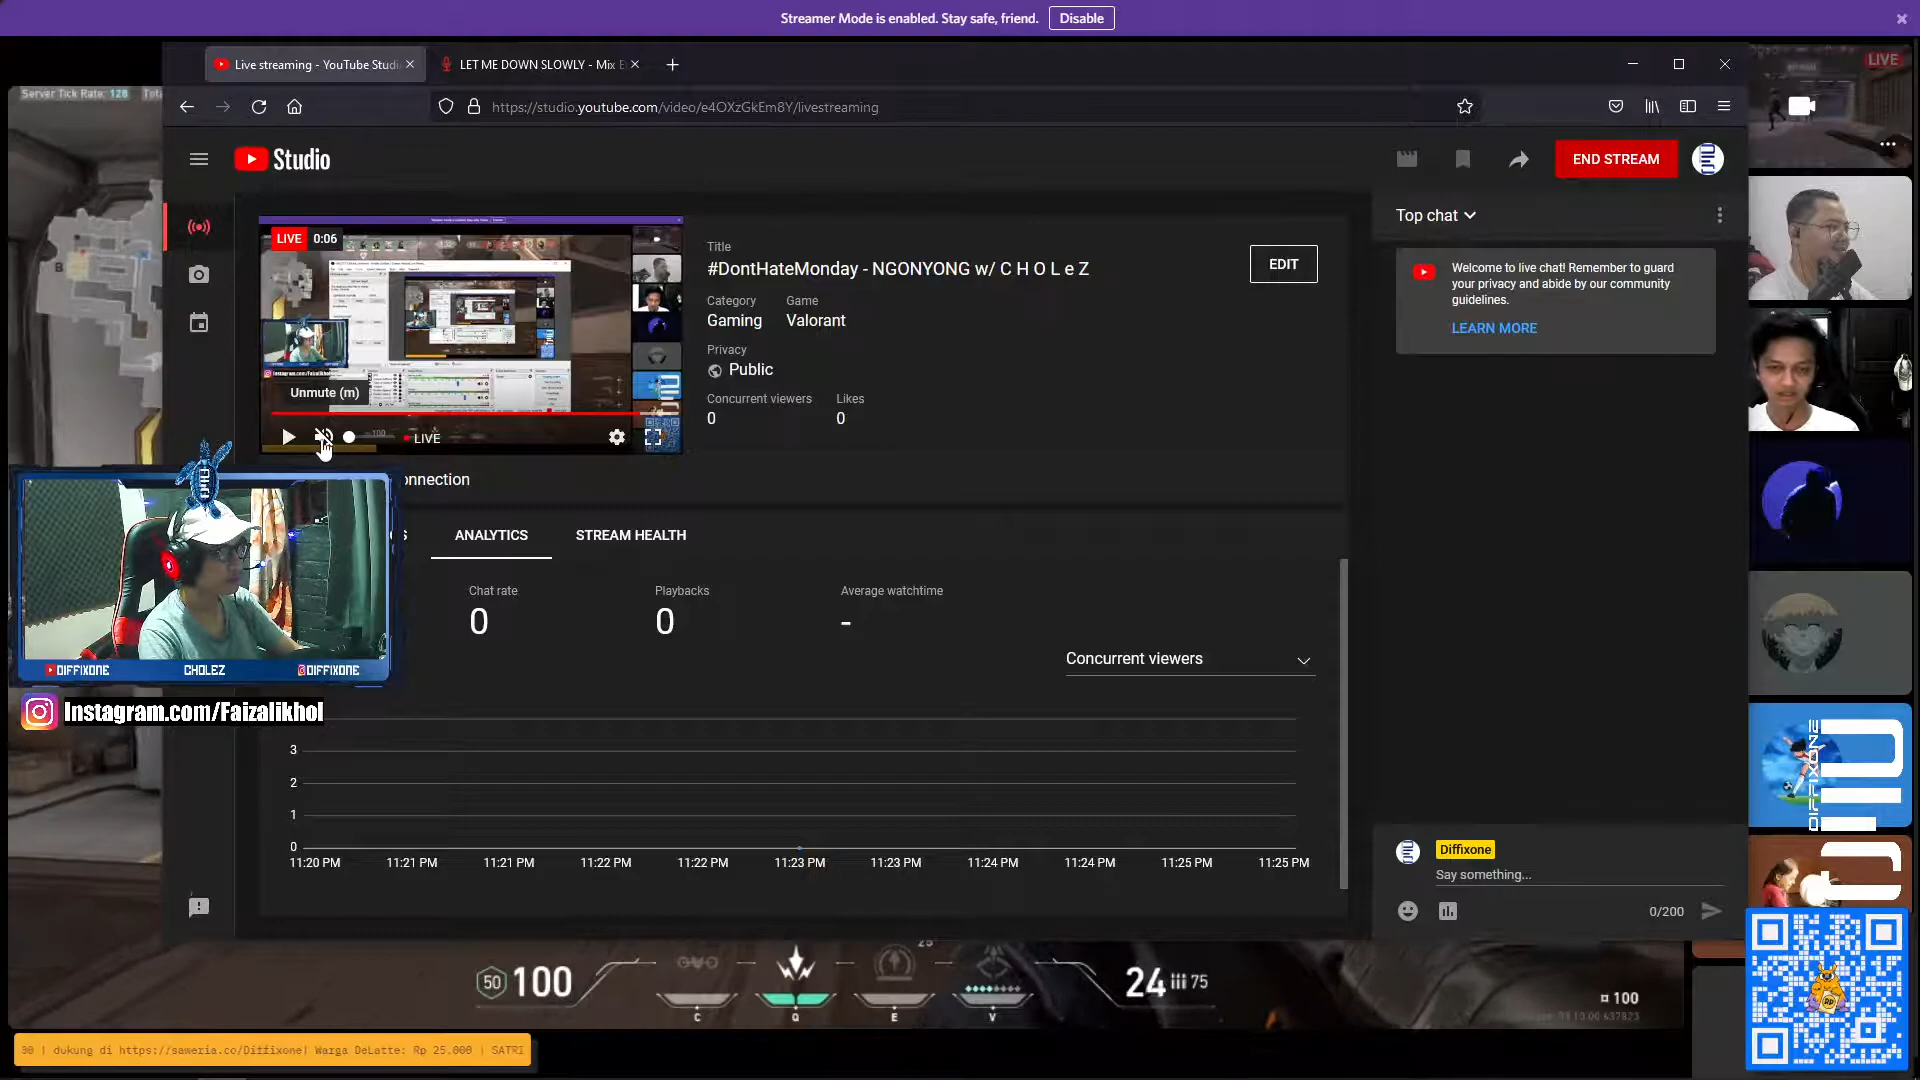 Streamer Mode is enabled. Stay safe, friend.
Disable
Live streaming - YouTube Studi
LET ME DOWN SLOWLY - Mix E
LIVE
Server Tick Rate: 128
https://studio.youtube.com/video/e4OXzGkEm8Y/livestreaming
Studio
END STREAM
LIVE 0:06
Title
#DontHateMonday - NGONYONG w/ C H O L e Z
EDIT
Category Game
Gaming Valorant
Privacy
Public
Concurrent viewers Likes
0 0
Unmute (m)
LIVE
Top chat
Welcome to live chat! Remember to guard
your privacy and abide by our community
guidelines.
LEARN MORE
onnection
S
ANALYTICS
STREAM HEALTH
Chat rate
0
Playbacks
0
Average watchtime
-
Concurrent viewers
DIFFIXONE CHOLEZ DIFFIXONE
Instagram.com/Faizalikhol
3
2
1
0
11:20 PM 11:21 PM 11:21 PM 11:22 PM 11:22 PM 11:23 PM 11:23 PM 11:24 PM 11:24 PM 11:25 PM 11:25 PM
Diffixone
Say something...
0/200
DIFFIXONE
50 100
C Q E V
24 75
100
| dukung di https://saweria.co/Diffixone| Warga DeLatte: Rp 25.000 | SATRI